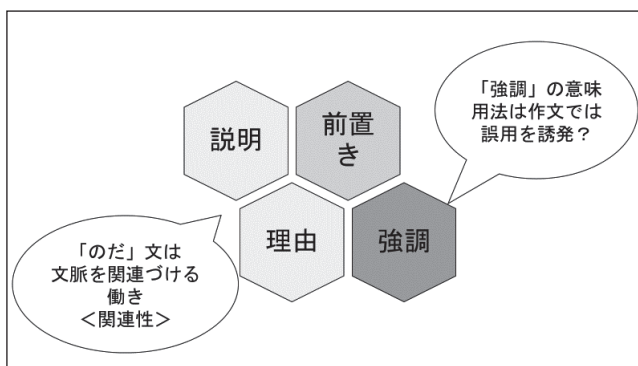 「強調」の意味
用法は作文では
誤用を誘発？
説明
前置
き
理由
強調
「のだ」文は
文脈を関連づける
働き
＜関連性＞